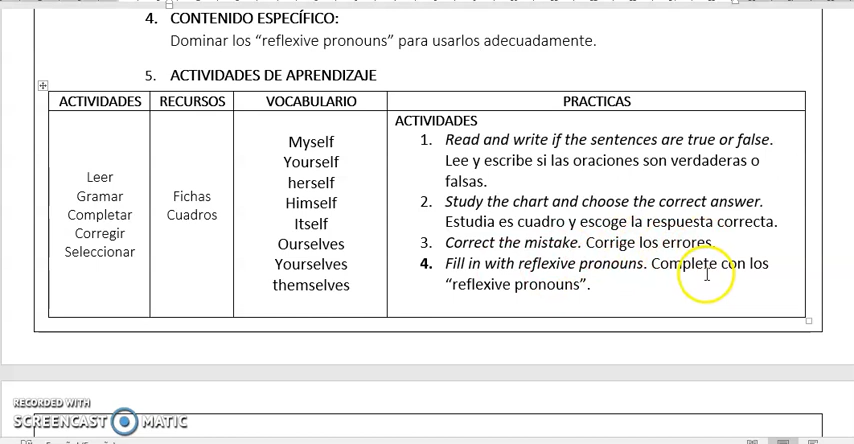 4. CONTENIDO ESPECÍFICO:
Dominar los “reflexive pronouns” para usarlos adecuadamente.
5. ACTIVIDADES DE APRENDIZAJE
ACTIVIDADES
RECURSOS
VOCABULARIO
PRACTICAS
Leer
Gramar
Completar
Corregir
Seleccionar
Fichas
Cuadros
Myself
Yourself
herself
Himself
Itself
Ourselves
Yourselves
themselves
ACTIVIDADES
1. Read and write if the sentences are true or false.
Lee y escribe si las oraciones son verdaderas o
falsas.
2. Study the chart and choose the correct answer.
Estudia es cuadro y escoge la respuesta correcta.
3. Correct the mistake. Corrige los errores.
4. Fill in with reflexive pronouns. Complete con los
“reflexive pronouns”.
RECORDED WITH
SCREENCAST MATIC